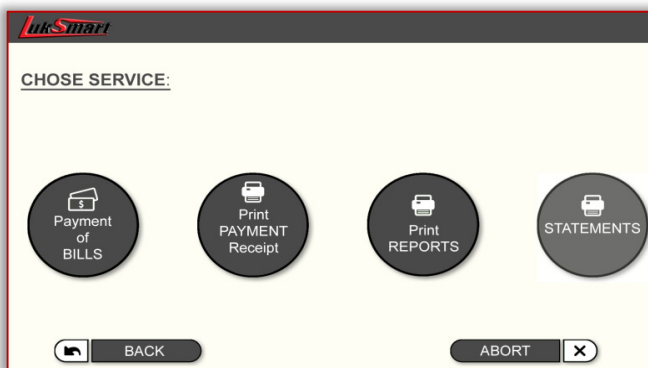 LukSmart
CHOSE SERVICE:
Payment
of
BILLS
Print
PAYMENT
Receipt
Print
REPORTS
STATEMENTS
BACK
ABORT